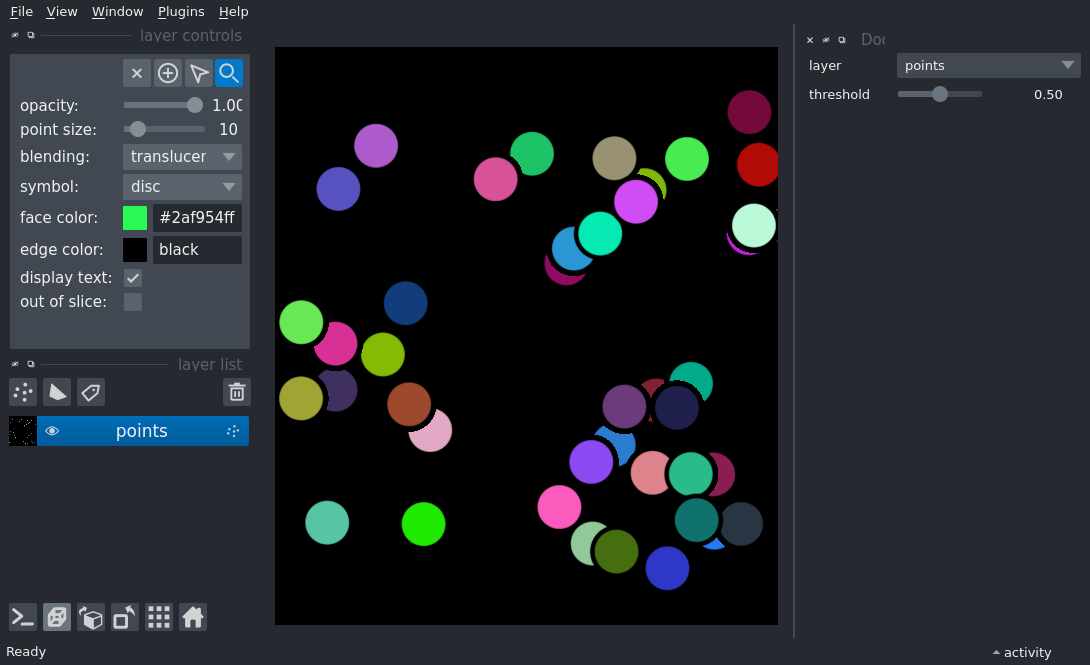 File View Window Plugins Help
layer controls
opacity: 1.00
point size: 10
blending: translucer
symbol: disc
face color: #2af954ff
edge color: black
display text:
out of slice:
layer list
points
Ready
Doc
layer points
threshold 0.50
activity